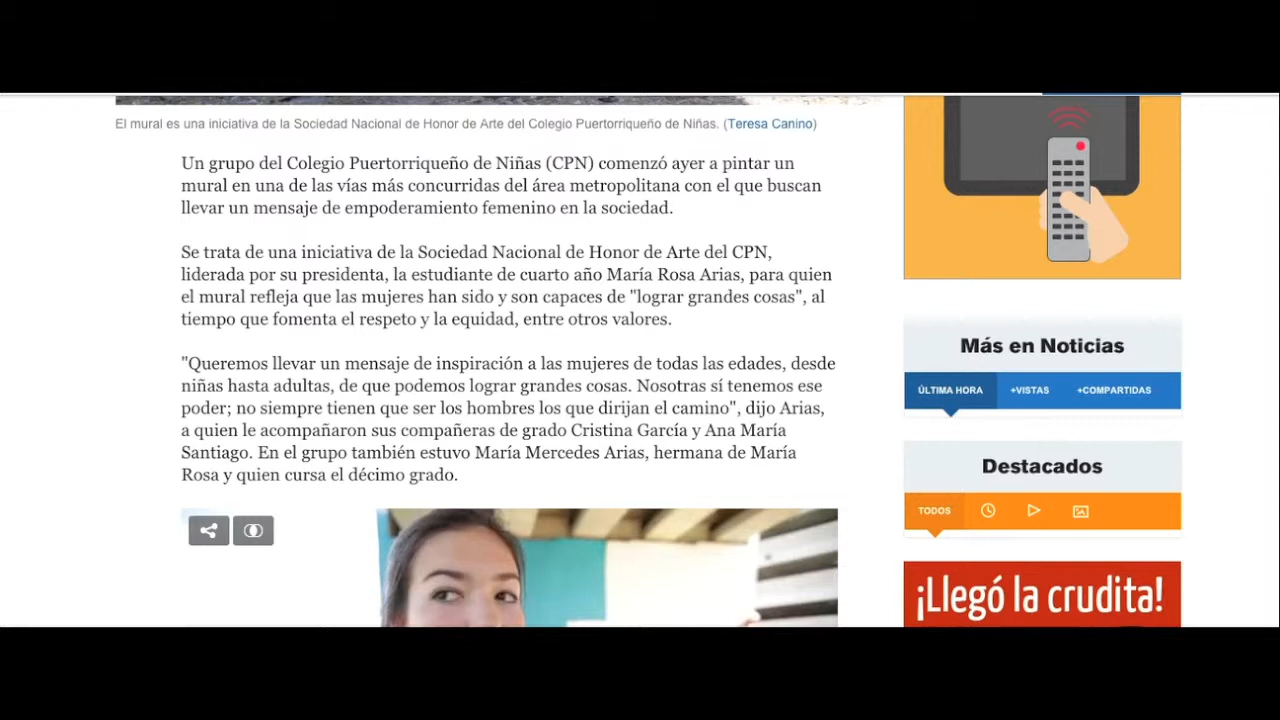 El mural es una iniciativa de la Sociedad Nacional de Honor de Arte del Colegio Puertorriqueño de Niñas. (Teresa Canino)
Un grupo del Colegio Puertorriqueño de Niñas (CPN) comenzó ayer a pintar un
mural en una de las vías más concurridas del área metropolitana con el que buscan
llevar un mensaje de empoderamiento femenino en la sociedad.
Se trata de una iniciativa de la Sociedad Nacional de Honor de Arte del CPN,
liderada por su presidenta, la estudiante de cuarto año María Rosa Arias, para quien
el mural refleja que las mujeres han sido y son capaces de "lograr grandes cosas", al
tiempo que fomenta el respeto y la equidad, entre otros valores.
"Queremos llevar un mensaje de inspiración a las mujeres de todas las edades, desde
niñas hasta adultas, de que podemos lograr grandes cosas. Nosotras sí tenemos ese
poder; no siempre tienen que ser los hombres los que dirijan el camino", dijo Arias,
a quien le acompañaron sus compañeras de grado Cristina García y Ana María
Santiago. En el grupo también estuvo María Mercedes Arias, hermana de María
Rosa y quien cursa el décimo grado.
Más en Noticias
ÚLTIMA HORA +VISTAS +COMPARTIDAS
Destacados
TODOS
¡Llegó la crudita!